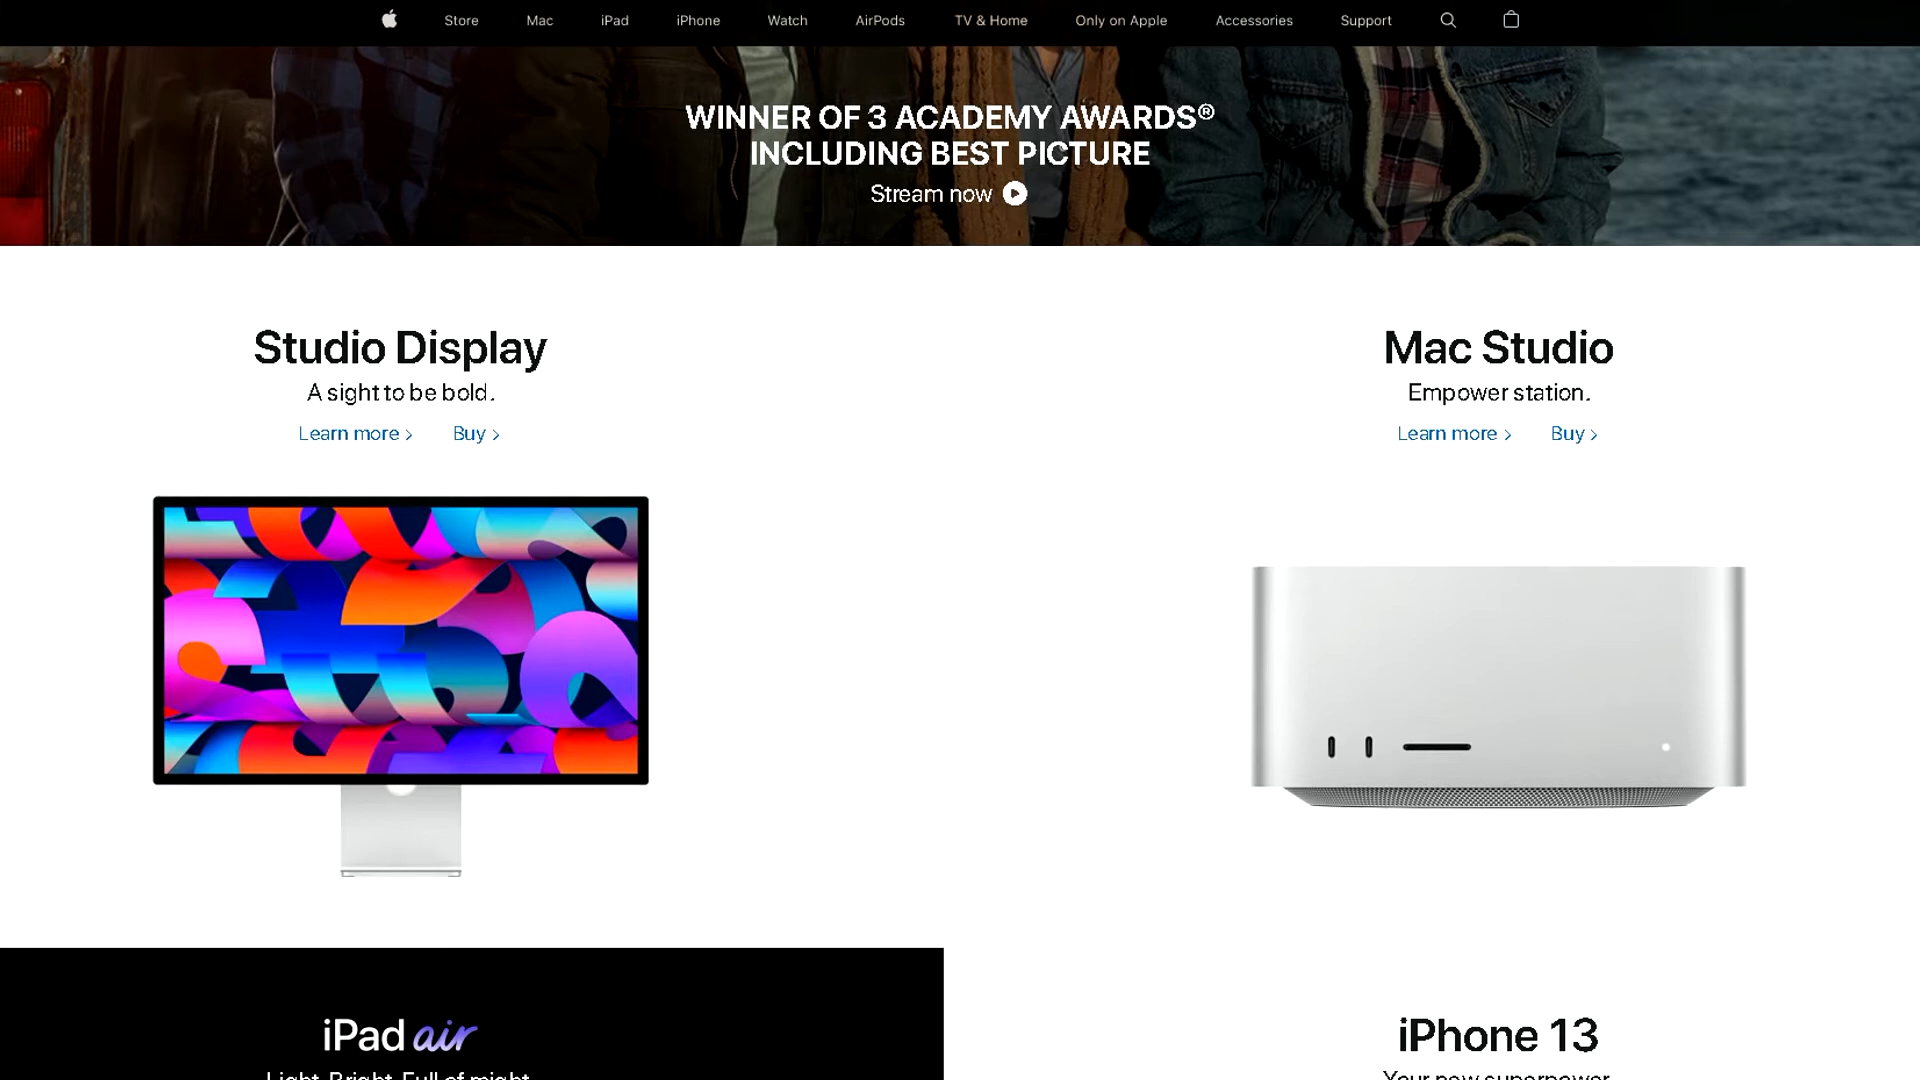 Store Mac iPad iPhone Watch AirPods TV & Home Only on Apple Accessories Support
WINNER OF 3 ACADEMY AWARDS®
INCLUDING BEST PICTURE
Stream now
Studio Display
A sight to be bold.
Learn more > Buy >
Mac Studio
Empower station.
Learn more > Buy >
iPad air
Light. Bright. Full of might.
iPhone 13
Your new superpower.